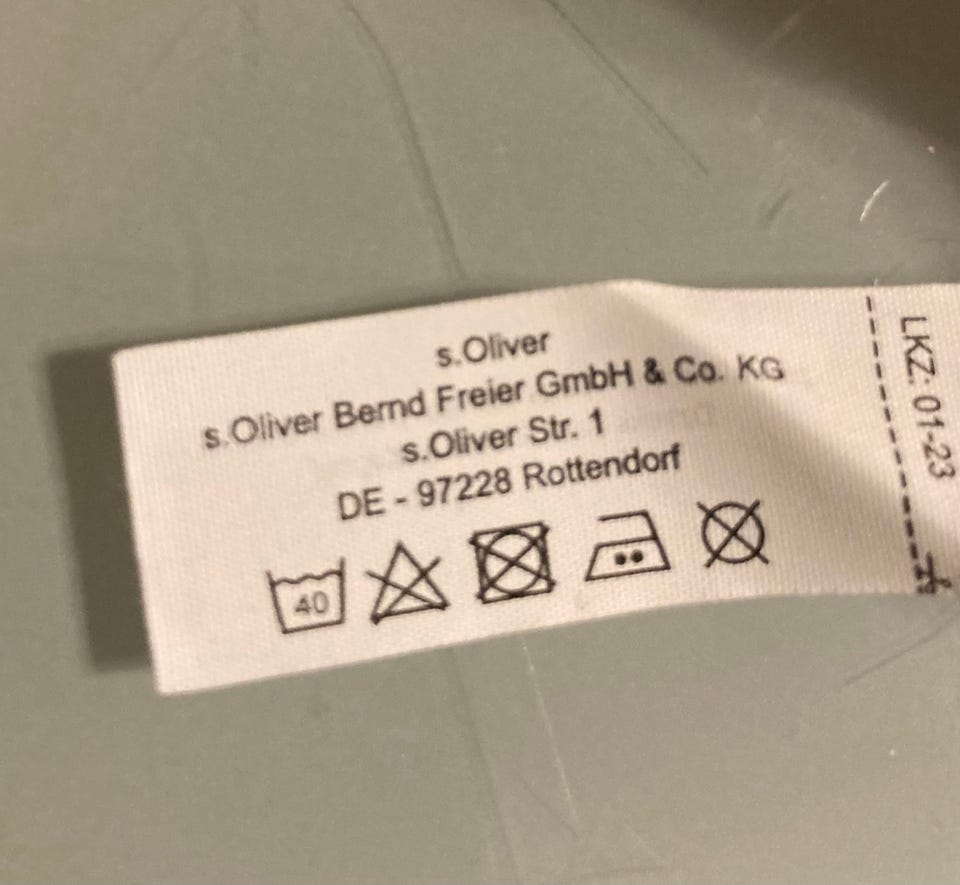 s.Oliver
s.Oliver Bernd Freier GmbH & Co. KG
s.Oliver Str. 1
DE - 97228 Rottendorf
40
LKZ: 01-23